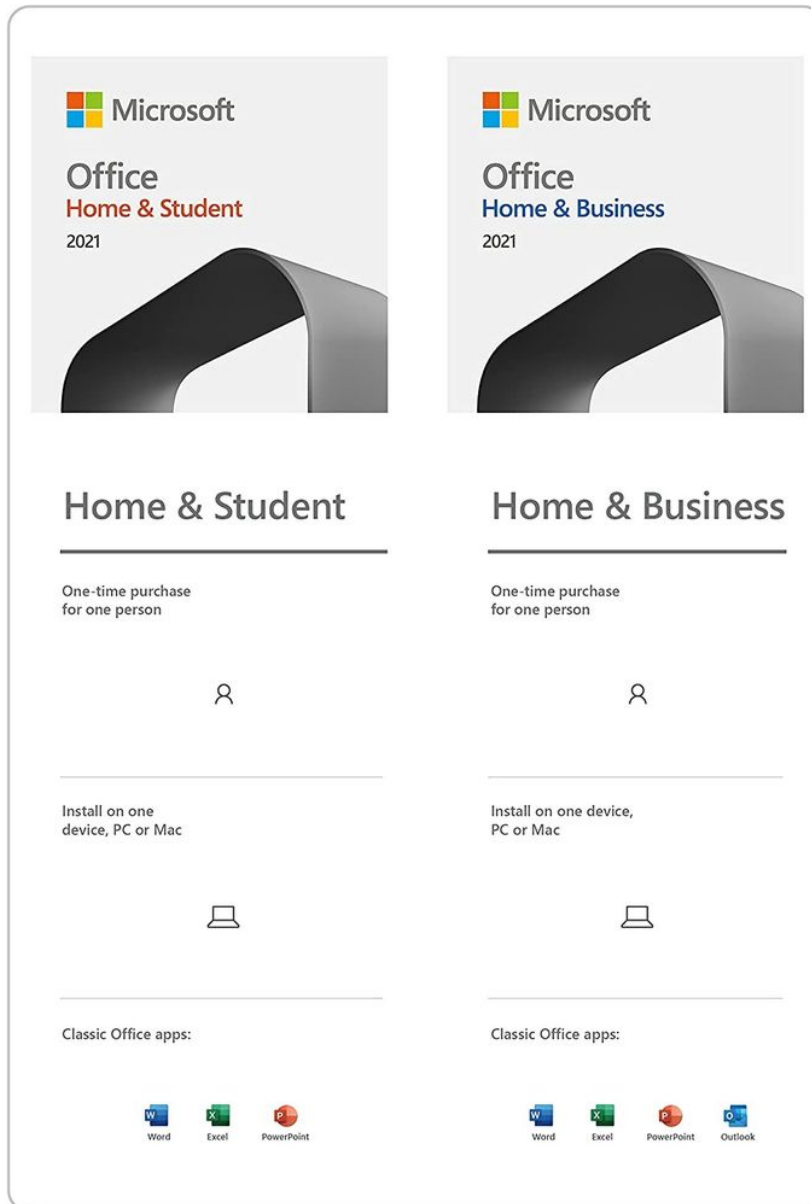 Microsoft
Office
Home & Student
2021
Home & Student
One-time purchase
for one person
Install on one
device, PC or Mac
Classic Office apps:
W
Word
X
Excel
P
PowerPoint
Microsoft
Office
Home & Business
2021
Home & Business
One-time purchase
for one person
Install on one device,
PC or Mac
Classic Office apps:
W
Word
X
Excel
P
PowerPoint
O
Outlook